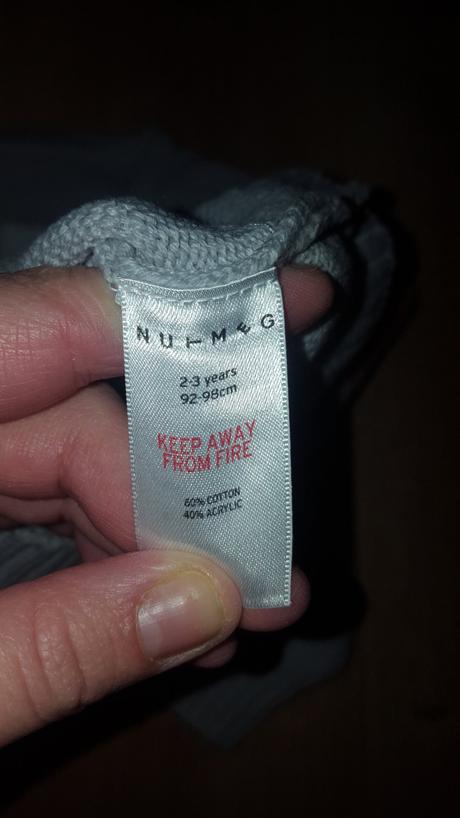 NUTMEG
2-3 years
92-98cm
KEEP AWAY
FROM FIRE
60% COTTON
40% ACRYLIC